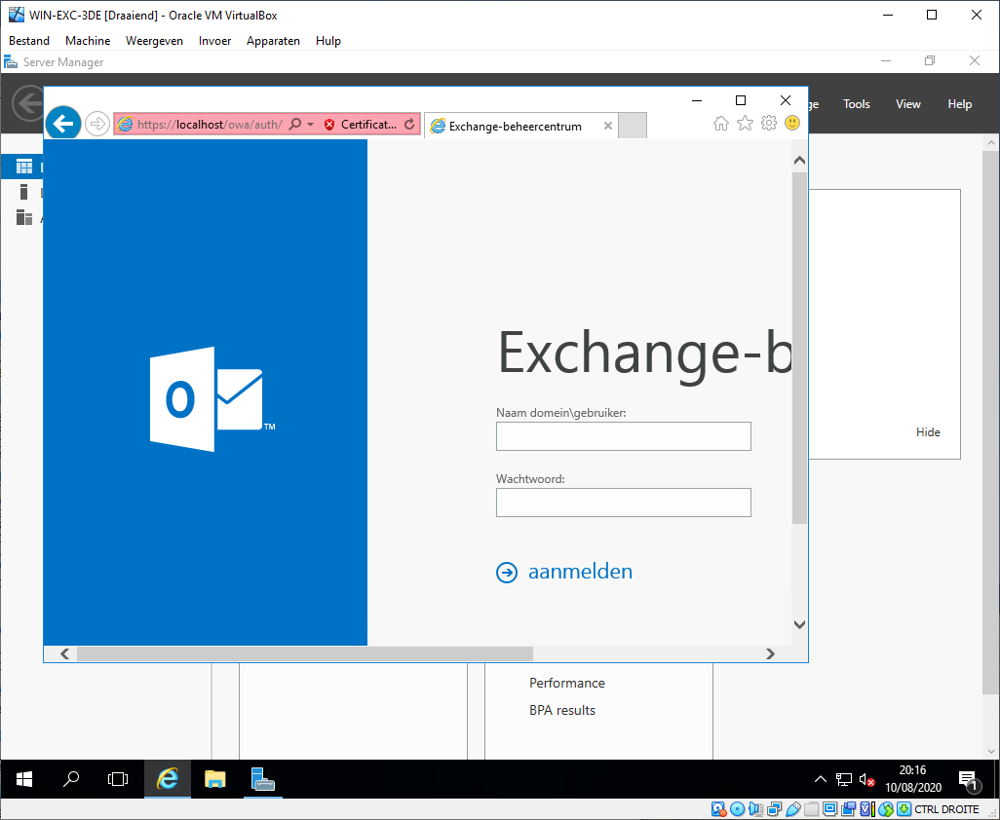 WIN-EXC-3DE [Draaiend] - Oracle VM VirtualBox
Bestand Machine Weergeven Invoer Apparaten Hulp
Server Manager
Tools View Help
https://localhost/owa/auth/ Certificat... Exchange-beheercentrum
Exchange-b
Naam domein\gebruiker:
Wachtwoord:
Hide
aanmelden
O
TM
Performance
BPA results
20:16
10/08/2020
1
CTRL DROITE